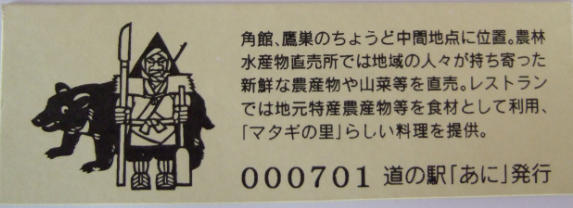 角館、鷹巣のちょうど中間地点に位置。農林
水産物直売所では地域の人々が持ち寄った
新鮮な農産物や山菜等を直売。レストラン
では地元特産農産物等を食材として利用、
「マタギの里」らしい料理を提供。
000701 道の駅「あに」発行